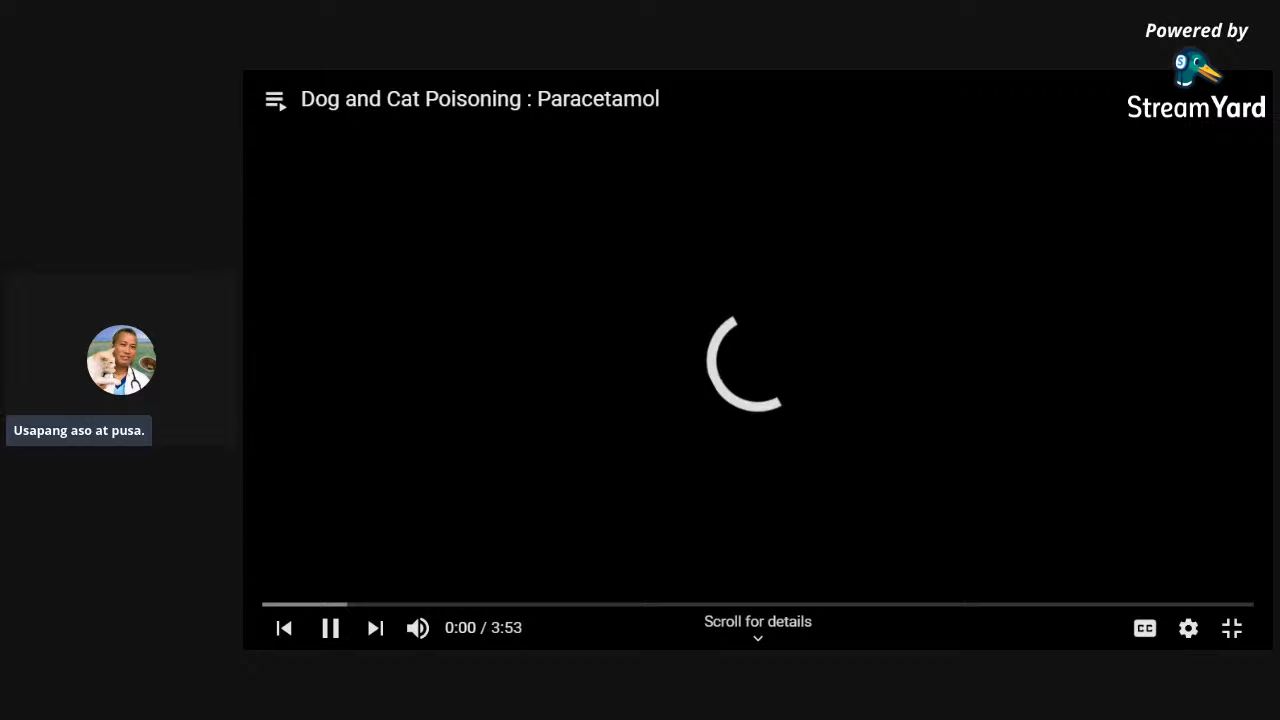 Powered by
StreamYard
Dog and Cat Poisoning : Paracetamol
Usapang aso at pusa.
0:00 / 3:53
Scroll for details
CC